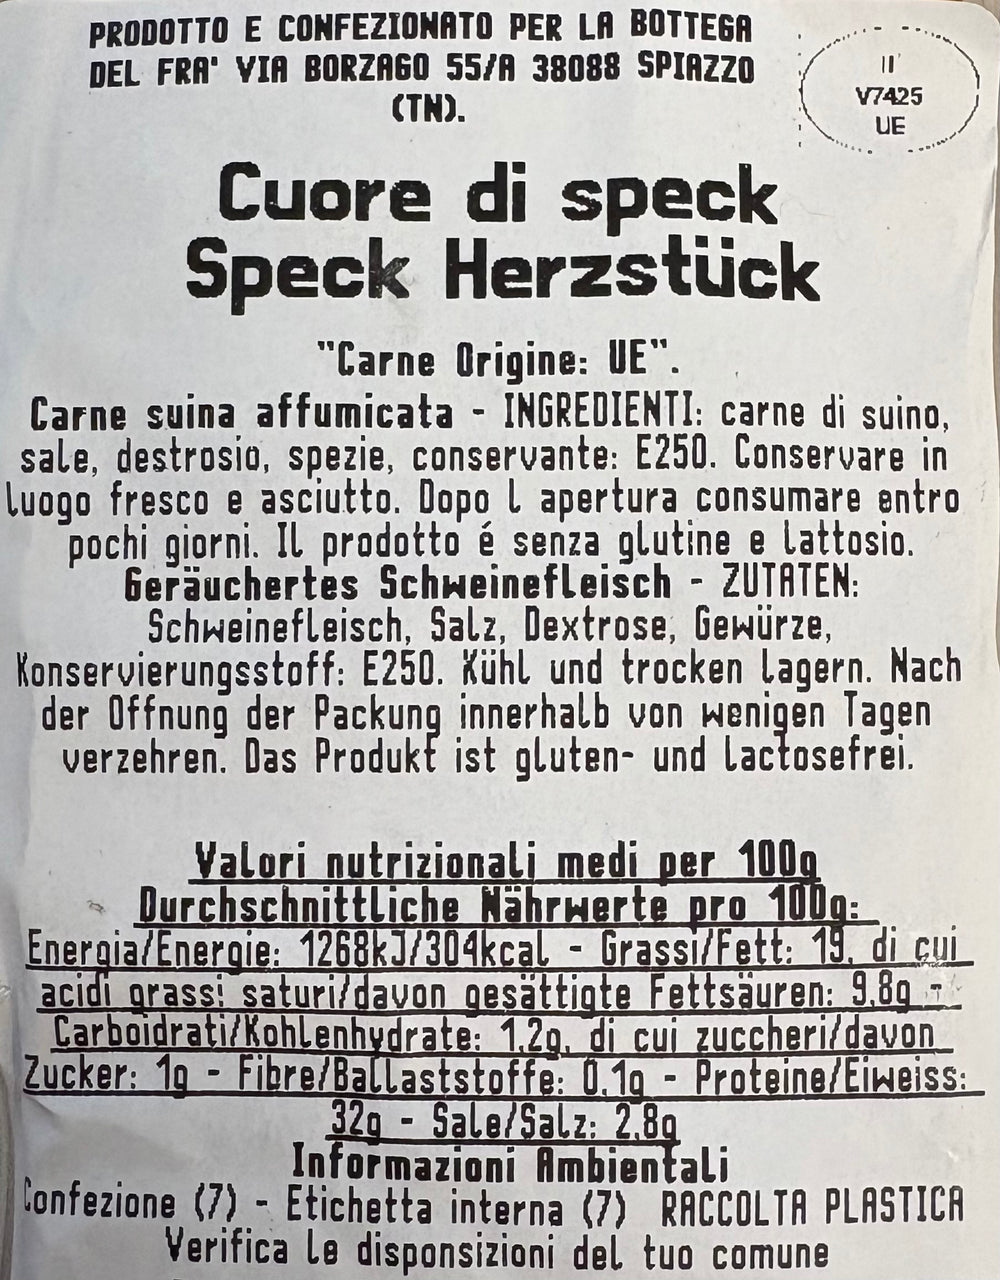 PRODOTTO E CONFEZIONATO PER LA BOTTEGA
DEL FRA' VIA BORZAGO 55/A 38088 SPIAZZO
(TN).
V7425
UE
Cuore di speck
Speck Herzstück
"Carne Origine: UE".
Carne suina affumicata - INGREDIENTI: carne di suino,
sale, destrosio, spezie, conservante: E250. Conservare in
luogo fresco e asciutto. Dopo l apertura consumare entro
pochi giorni. Il prodotto é senza glutine e lattosio.
Geräuchertes Schweinefleisch - ZUTATEN:
Schweinefleisch, Salz, Dextrose, Gewürze,
Konservierungsstoff: E250. Kühl und trocken lagern. Nach
der Offnung der Packung innerhalb von wenigen Tagen
verzehren. Das Produkt ist gluten- und lactosefrei.
Valori nutrizionali medi per 100g
Durchschnittliche Nährwerte pro 100g:
Energia/Energie: 1268kJ/304kcal - Grassi/Fett: 19, di cui
acidi grassi saturi/davon gesättigte Fettsäuren: 9,8g -
Carboidrati/Kohlenhydrate: 1,2g, di cui zuccheri/davon
Zucker: 1g - Fibre/Ballaststoffe: 0,1g - Proteine/Eiweiss:
32g - Sale/Salz: 2,8g
Informazioni Ambientali
Confezione (7) - Etichetta interna (7) RACCOLTA PLASTICA
Verifica le disponsizioni del tuo comune